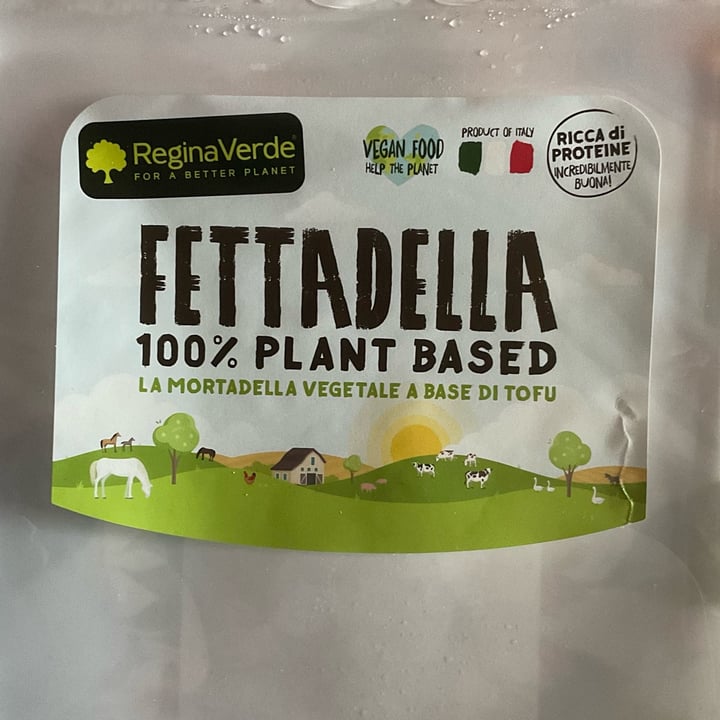 ReginaVerde
FOR A BETTER PLANET
VEGAN FOOD
HELP THE PLANET
PRODUCT OF ITALY
RICCA di
PROTEINE
INCREDIBILMENTE
BUONA!
FETTADELLA
100% PLANT BASED
LA MORTADELLA VEGETALE A BASE DI TOFU